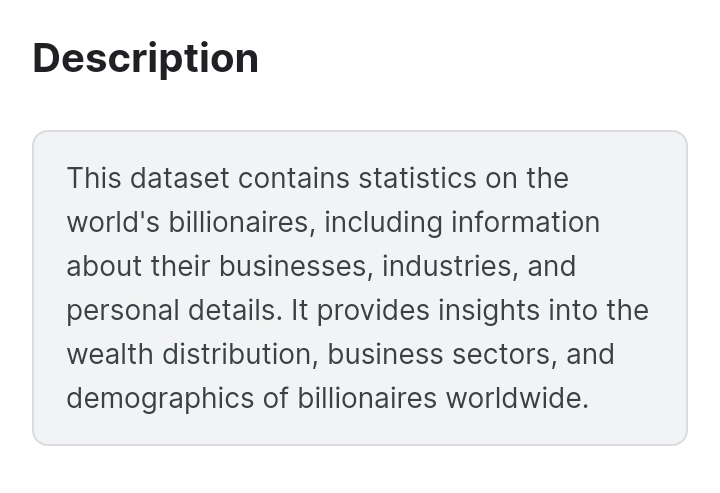 Description
This dataset contains statistics on the
world's billionaires, including information
about their businesses, industries, and
personal details. It provides insights into the
wealth distribution, business sectors, and
demographics of billionaires worldwide.